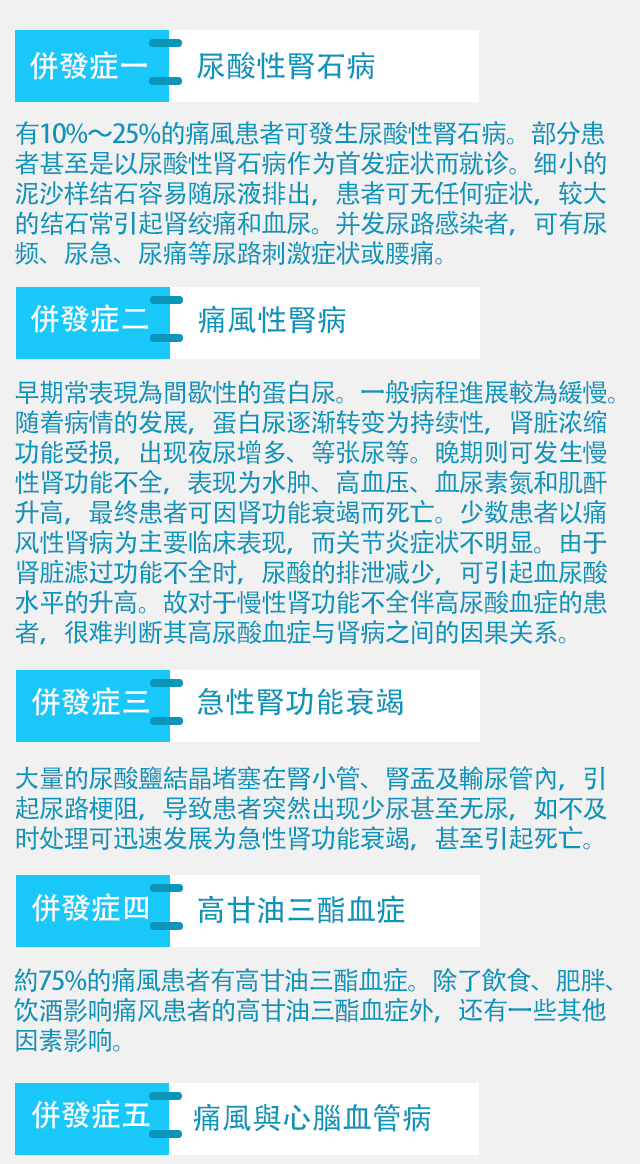 併發症一 尿酸性腎石病
有10%～25%的痛風患者可發生尿酸性腎石病。部分患
者甚至是以尿酸性肾石病作为首发症状而就诊。细小的
泥沙样结石容易随尿液排出，患者可无任何症状，较大
的结石常引起肾绞痛和血尿。并发尿路感染者，可有尿
频、尿急、尿痛等尿路刺激症状或腰痛。
併發症二 痛風性腎病
早期常表現為間歇性的蛋白尿。一般病程進展較為緩慢。
随着病情的发展，蛋白尿逐渐转变为持续性，肾脏浓缩
功能受损，出现夜尿增多、等张尿等。晚期则可发生慢
性肾功能不全，表现为水肿、高血压、血尿素氮和肌酐
升高，最终患者可因肾功能衰竭而死亡。少数患者以痛
风性肾病为主要临床表现，而关节炎症状不明显。由于
肾脏滤过功能不全时，尿酸的排泄减少，可引起血尿酸
水平的升高。故对于慢性肾功能不全伴高尿酸血症的患
者，很难判断其高尿酸血症与肾病之间的因果关系。
併發症三 急性腎功能衰竭
大量的尿酸鹽結晶堵塞在腎小管、腎盂及輸尿管內，引
起尿路梗阻，导致患者突然出现少尿甚至无尿，如不及
时处理可迅速发展为急性肾功能衰竭，甚至引起死亡。
併發症四 高甘油三酯血症
約75%的痛風患者有高甘油三酯血症。除了飲食、肥胖、
饮酒影响痛风患者的高甘油三酯血症外，还有一些其他
因素影响。
併發症五 痛風與心腦血管病